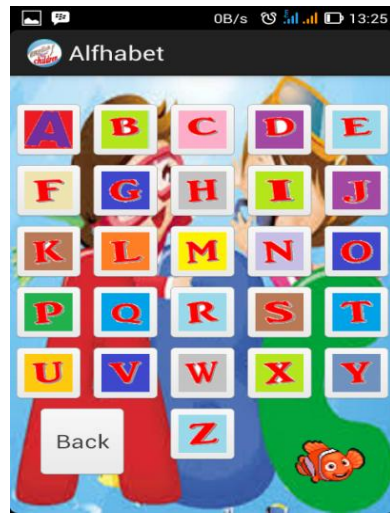 0B/s 13:25
Alfhabet
A B C D E
F G H I J
K L M N O
P Q R S T
U V W X Y
Back Z